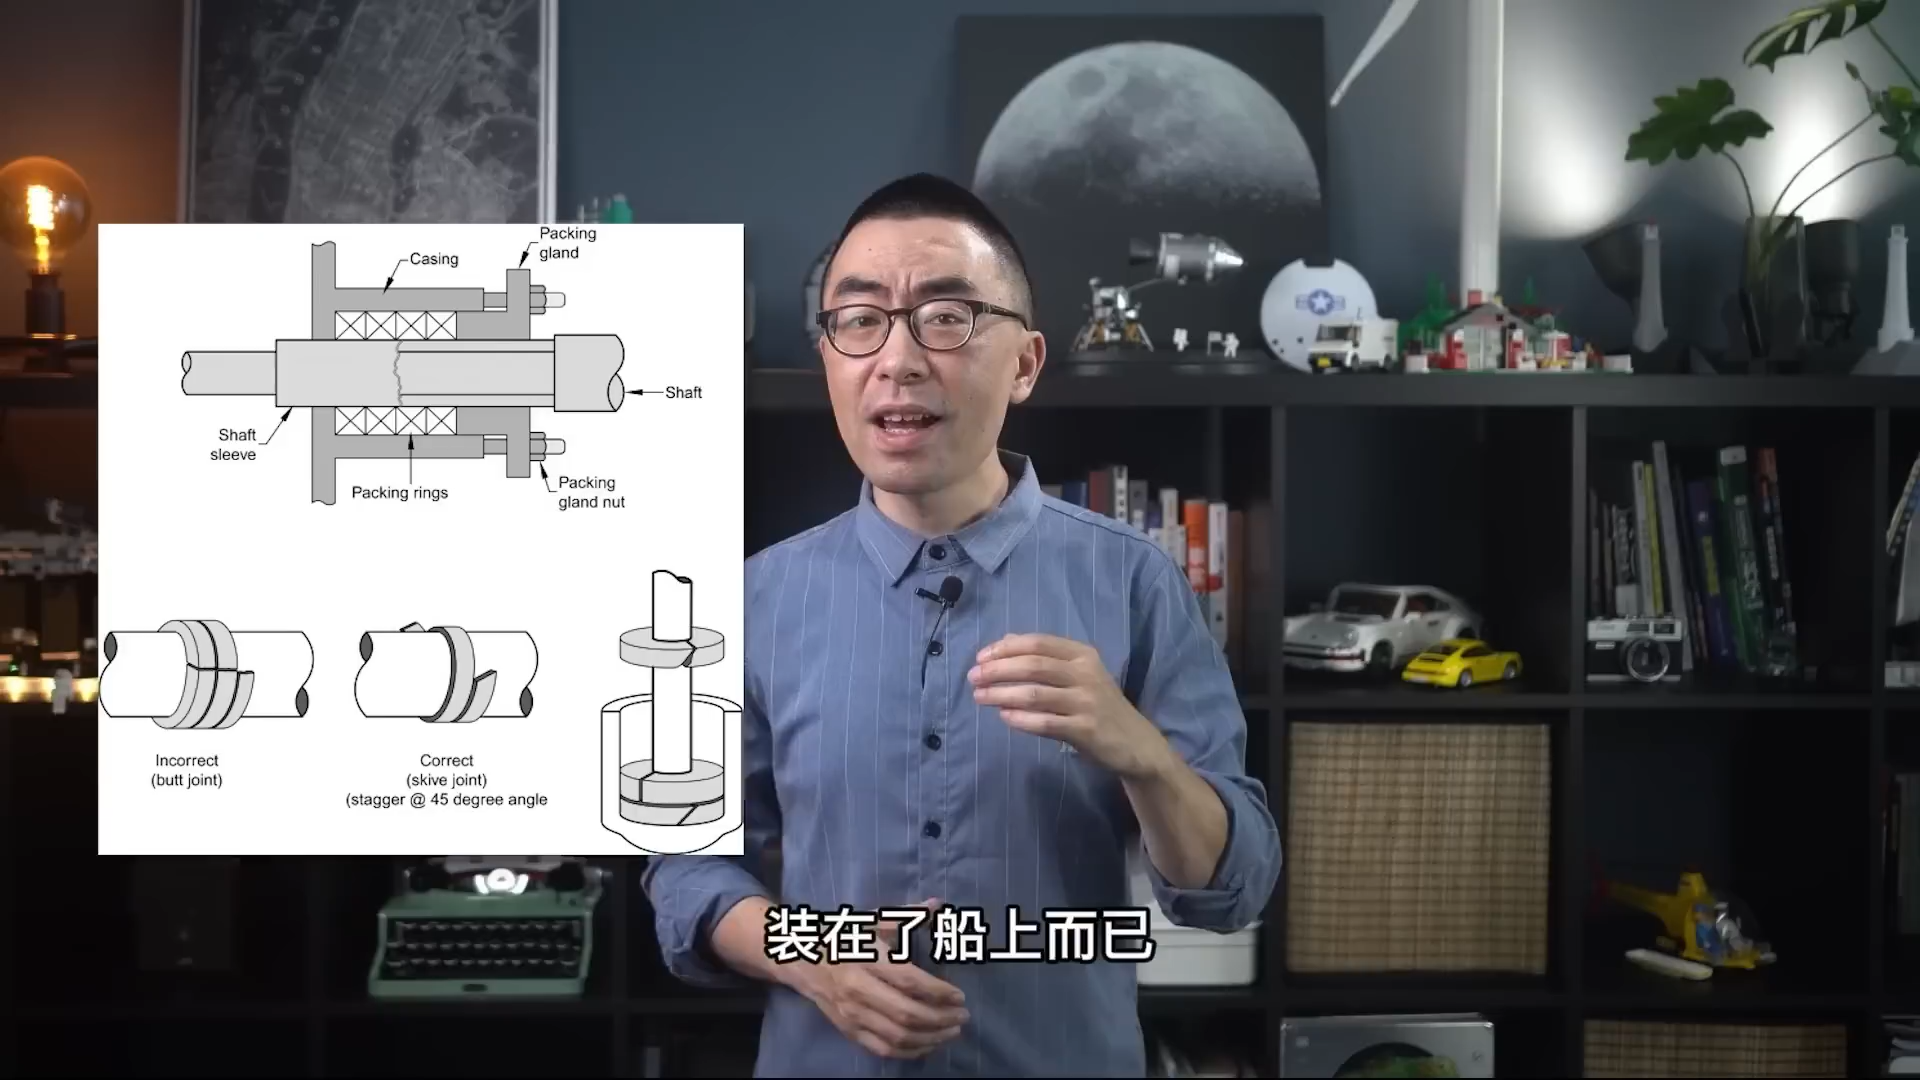 Packing
gland
Casing
Shaft
Shaft
sleeve
Packing rings
Packing
gland nut
Incorrect
(butt joint)
Correct
(skive joint)
(stagger @ 45 degree angle
装在了船上而已